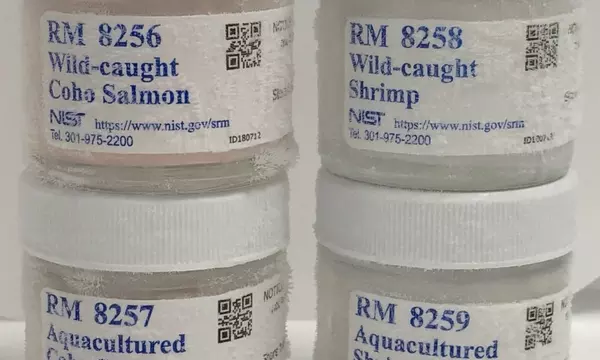 RM 8256
Wild-caught
Coho Salmon
NIST https://www.nist.gov/srm
Tel. 301-975-2200
ID180712
RM 8258
Wild-caught
Shrimp
NIST https://www.nist.gov/srm
Tel. 301-975-2200
RM 8257
Aquacultured
RM 8259
Aquacultured